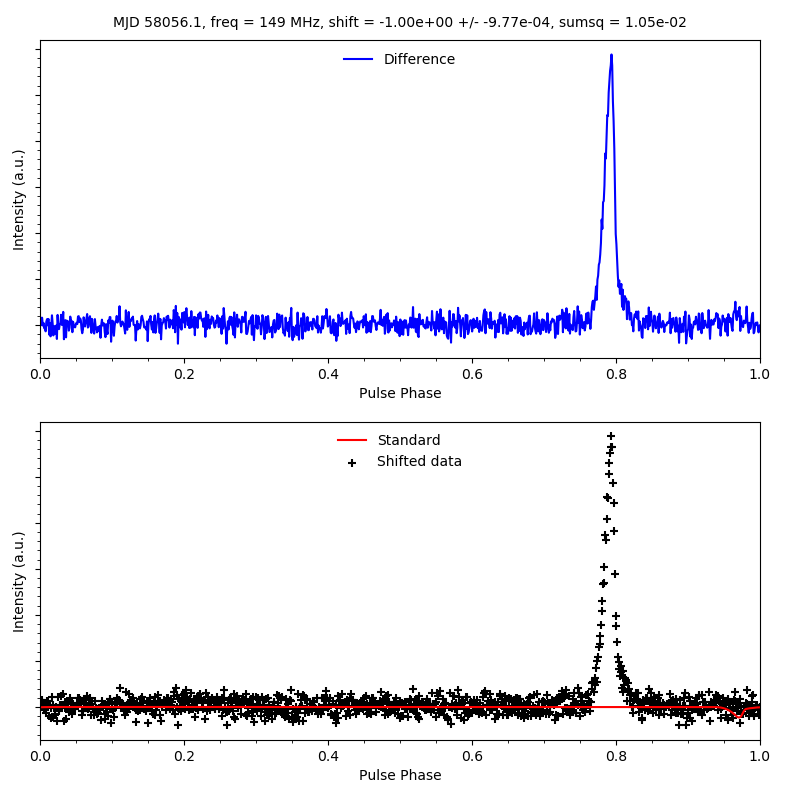 MJD 58056.1, freq = 149 MHz, shift = -1.00e+00 +/- -9.77e-04, sumsq = 1.05e-02
Difference
Intensity (a.u.)
0.0 0.2 0.4 0.6 0.8 1.0
Pulse Phase
Standard
Shifted data
Intensity (a.u.)
0.0 0.2 0.4 0.6 0.8 1.0
Pulse Phase